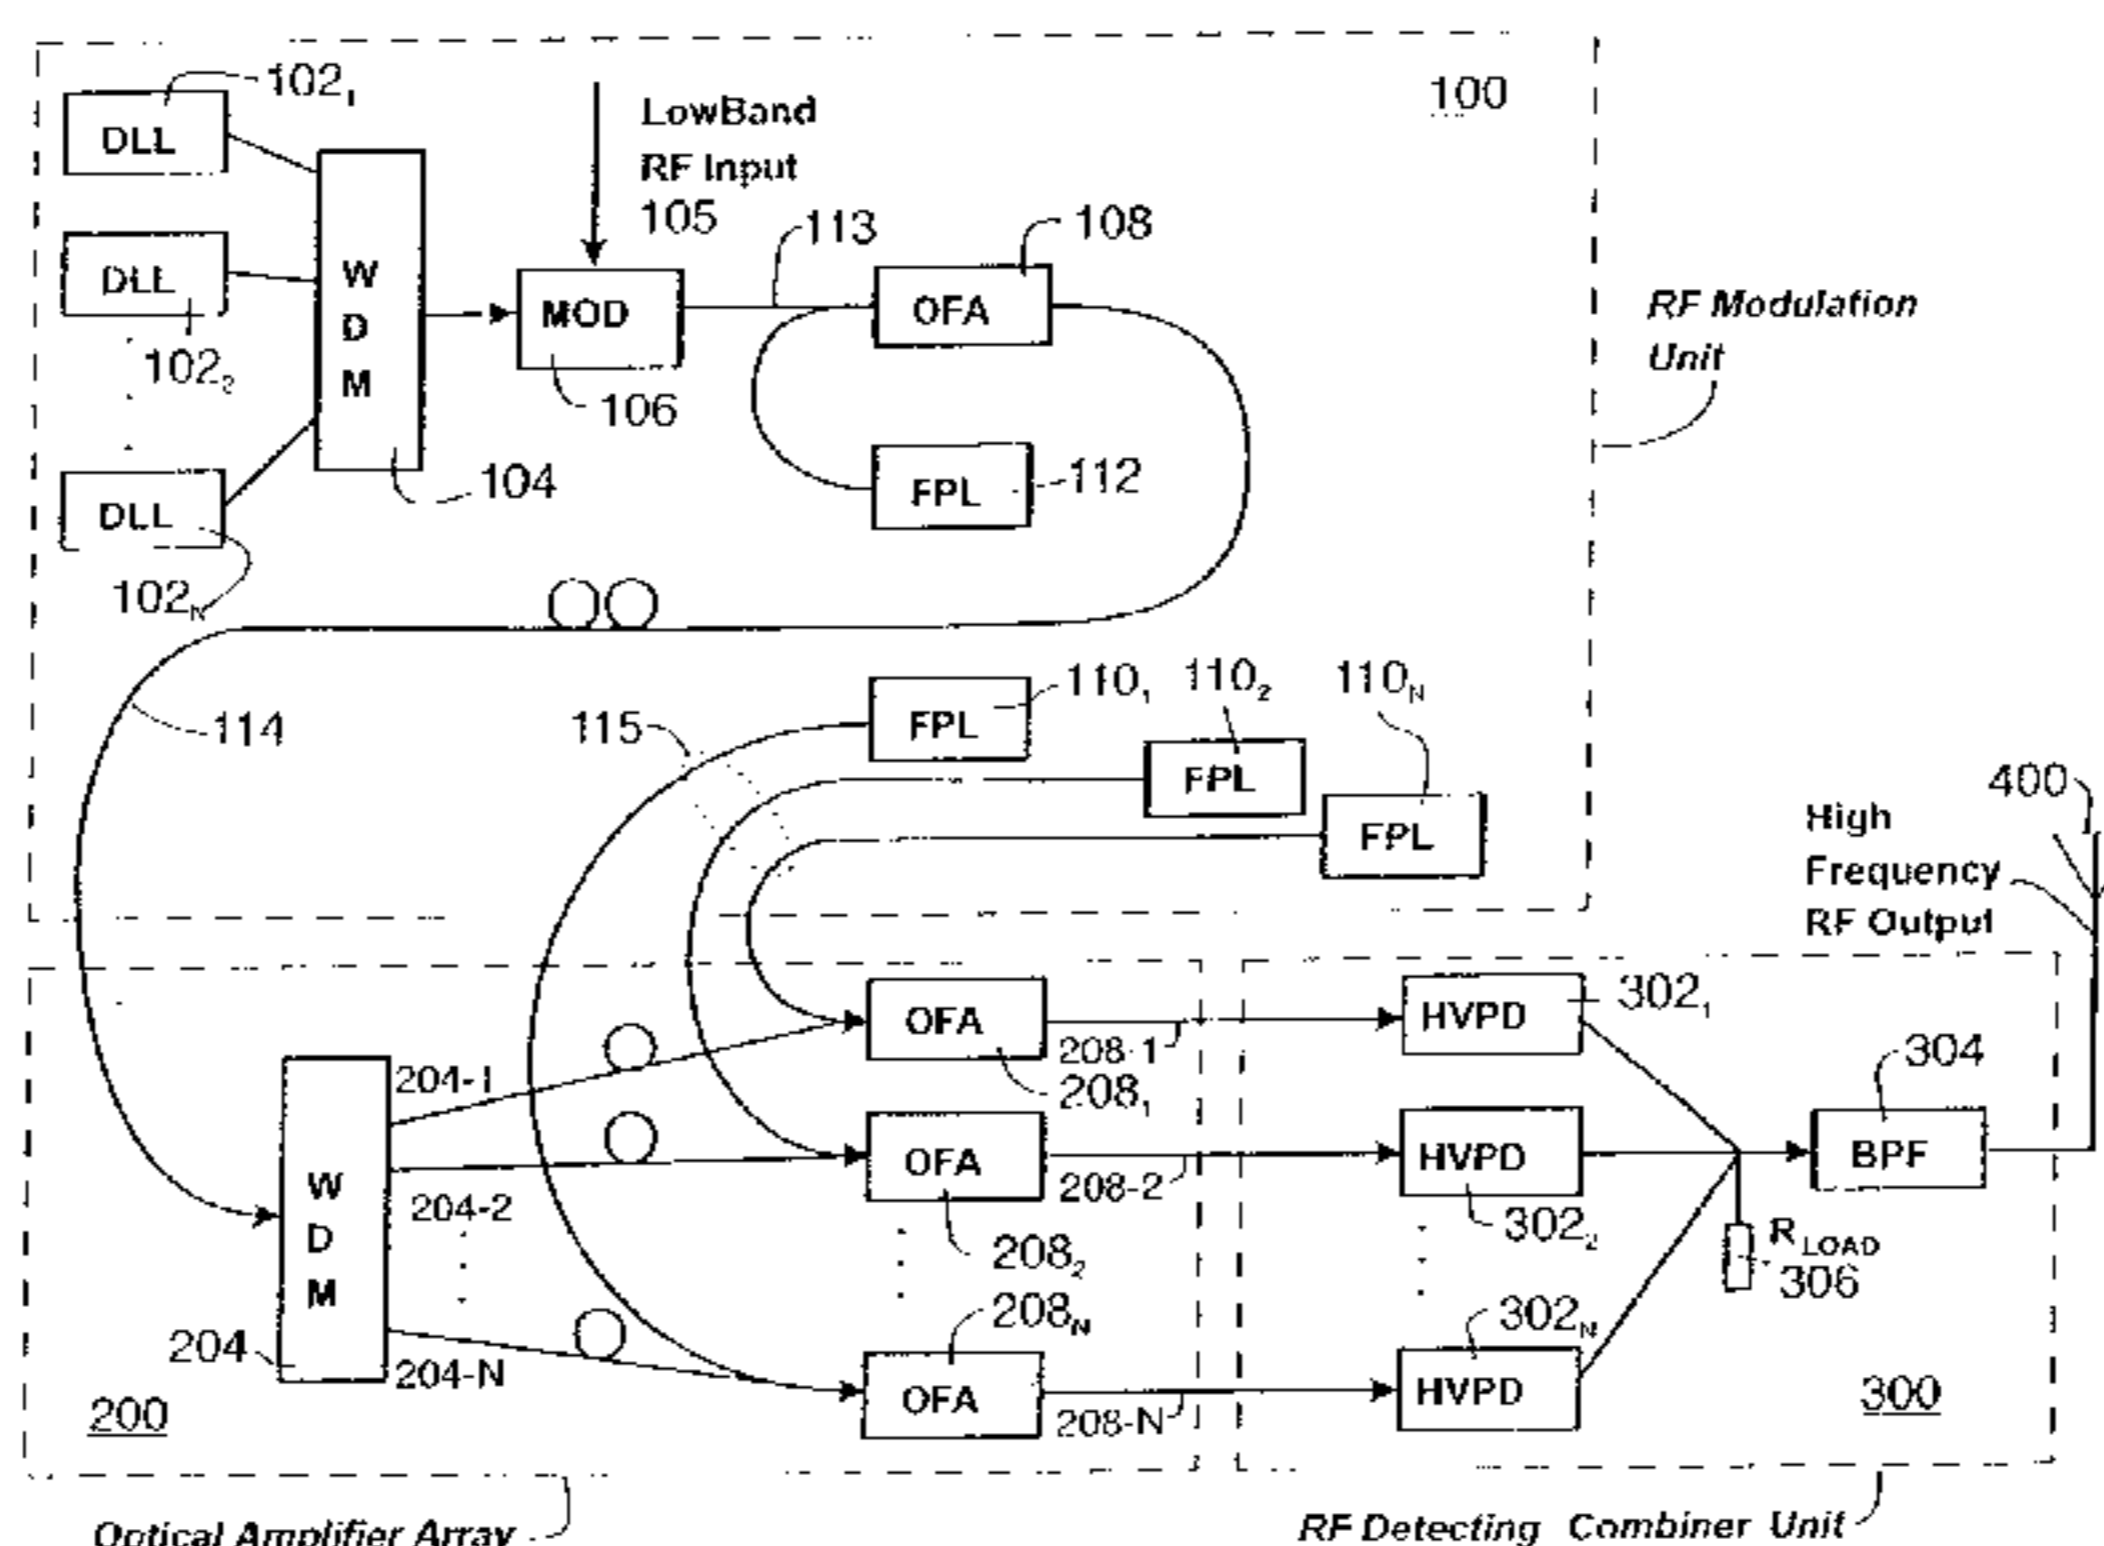 102₁
DLL
LowBand
RF Input
105
100
DLL
102₂
W
D
M
104
MOD
106
113
108
OFA
RF Modulation
Unit
FPL
112
DLL
102N
114
115
FPL
110₁
110₂
FPL
110N
FPL
400
High
Frequency
RF Output
204-1
204-2
204-N
W
D
M
204
200
OFA
208-1
208₁
OFA
208-2
208₂
208N
OFA
208-N
HVPD
302₁
HVPD
302₂
302N
HVPD
304
BPF
RLOAD
306
300
Optical Amplifier Array
RF Detecting Combiner Unit